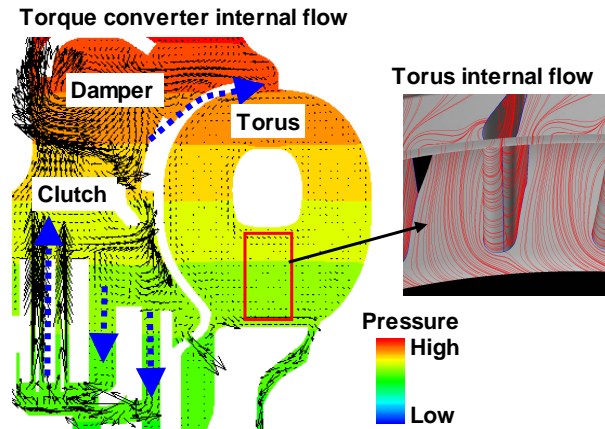 Torque converter internal flow
Damper
Torus
Clutch
Torus internal flow
Pressure
High
Low